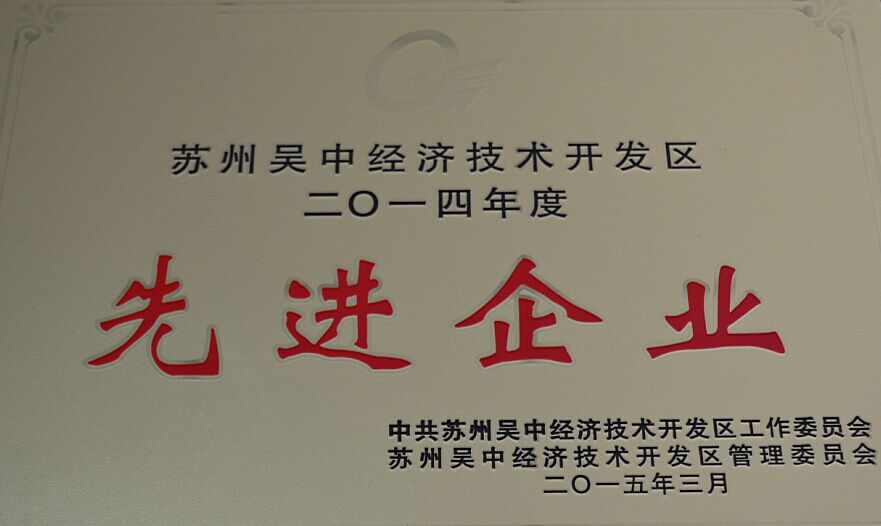 苏州吴中经济技术开发区
二〇一四年度
先进企业
中共苏州吴中经济技术开发区工作委员会
苏州吴中经济技术开发区管理委员会
二〇一五年三月